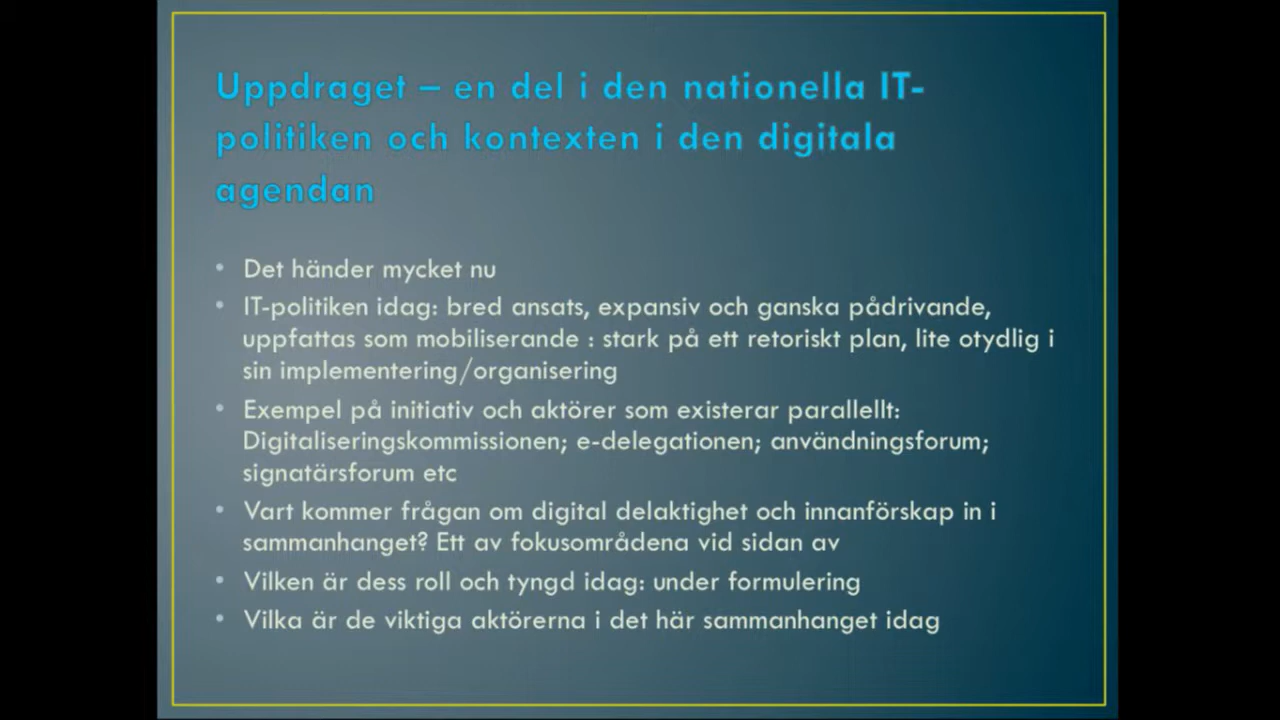 Uppdraget – en del i den nationella IT-
politiken och kontexten i den digitala
agendan
• Det händer mycket nu
• IT-politiken idag: bred ansats, expansiv och ganska pådrivande,
uppfattas som mobiliserande : stark på ett retoriskt plan, lite otydlig i
sin implementering/organisering
• Exempel på initiativ och aktörer som existerar parallellt:
Digitaliseringskommissionen; e-delegationen; användningsforum;
signatärsforum etc
• Vart kommer frågan om digital delaktighet och innanförskap in i
sammanhanget? Ett av fokusområdena vid sidan av
• Vilken är dess roll och tyngd idag: under formulering
• Vilka är de viktiga aktörerna i det här sammanhanget idag